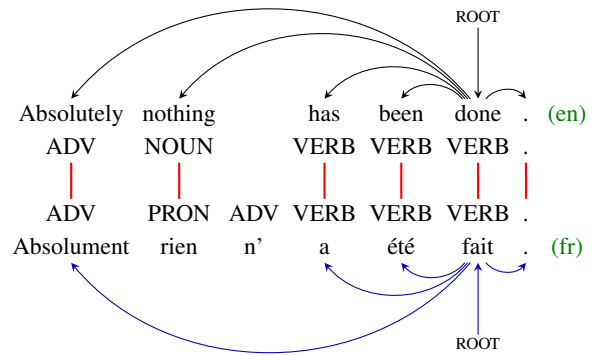 ROOT
Absolutely nothing has been done . (en)
ADV NOUN VERB VERB VERB .
ADV PRON ADV VERB VERB VERB .
Absolument rien n' a été fait . (fr)
ROOT